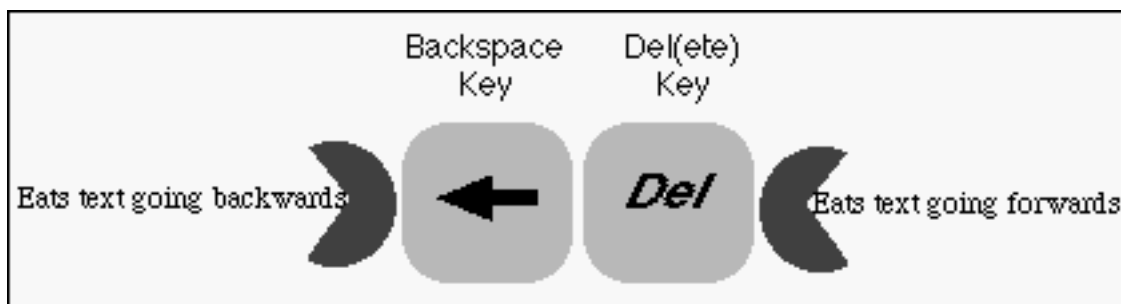 Backspace
Key
Del(ete)
Key
Eats text going backwards
Del
Eats text going forwards